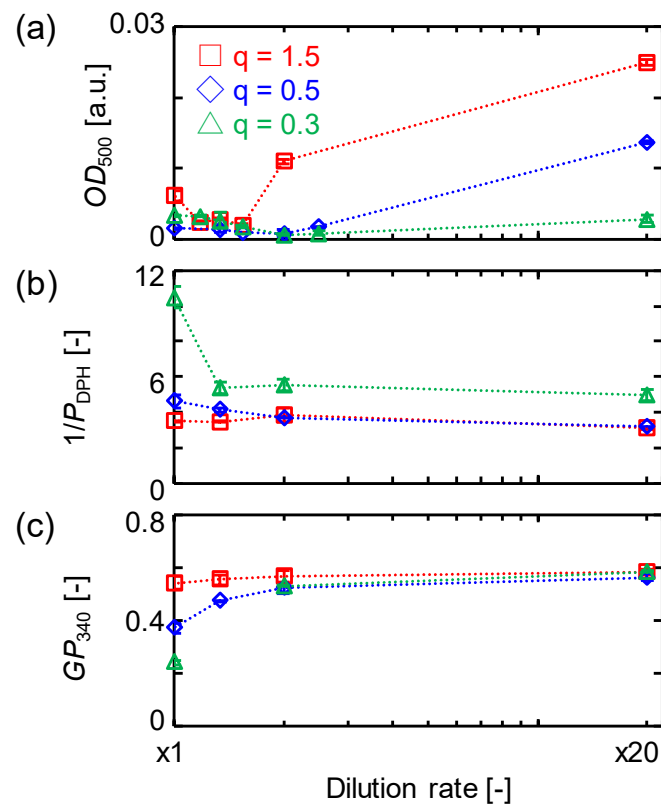 (a)
0.03
OD500 [a.u.]
q = 1.5
q = 0.5
q = 0.3
0
(b)
12
1/PDPH [-]
6
0
(c)
0.8
GP340 [-]
0.4
0
x1
x20
Dilution rate [-]